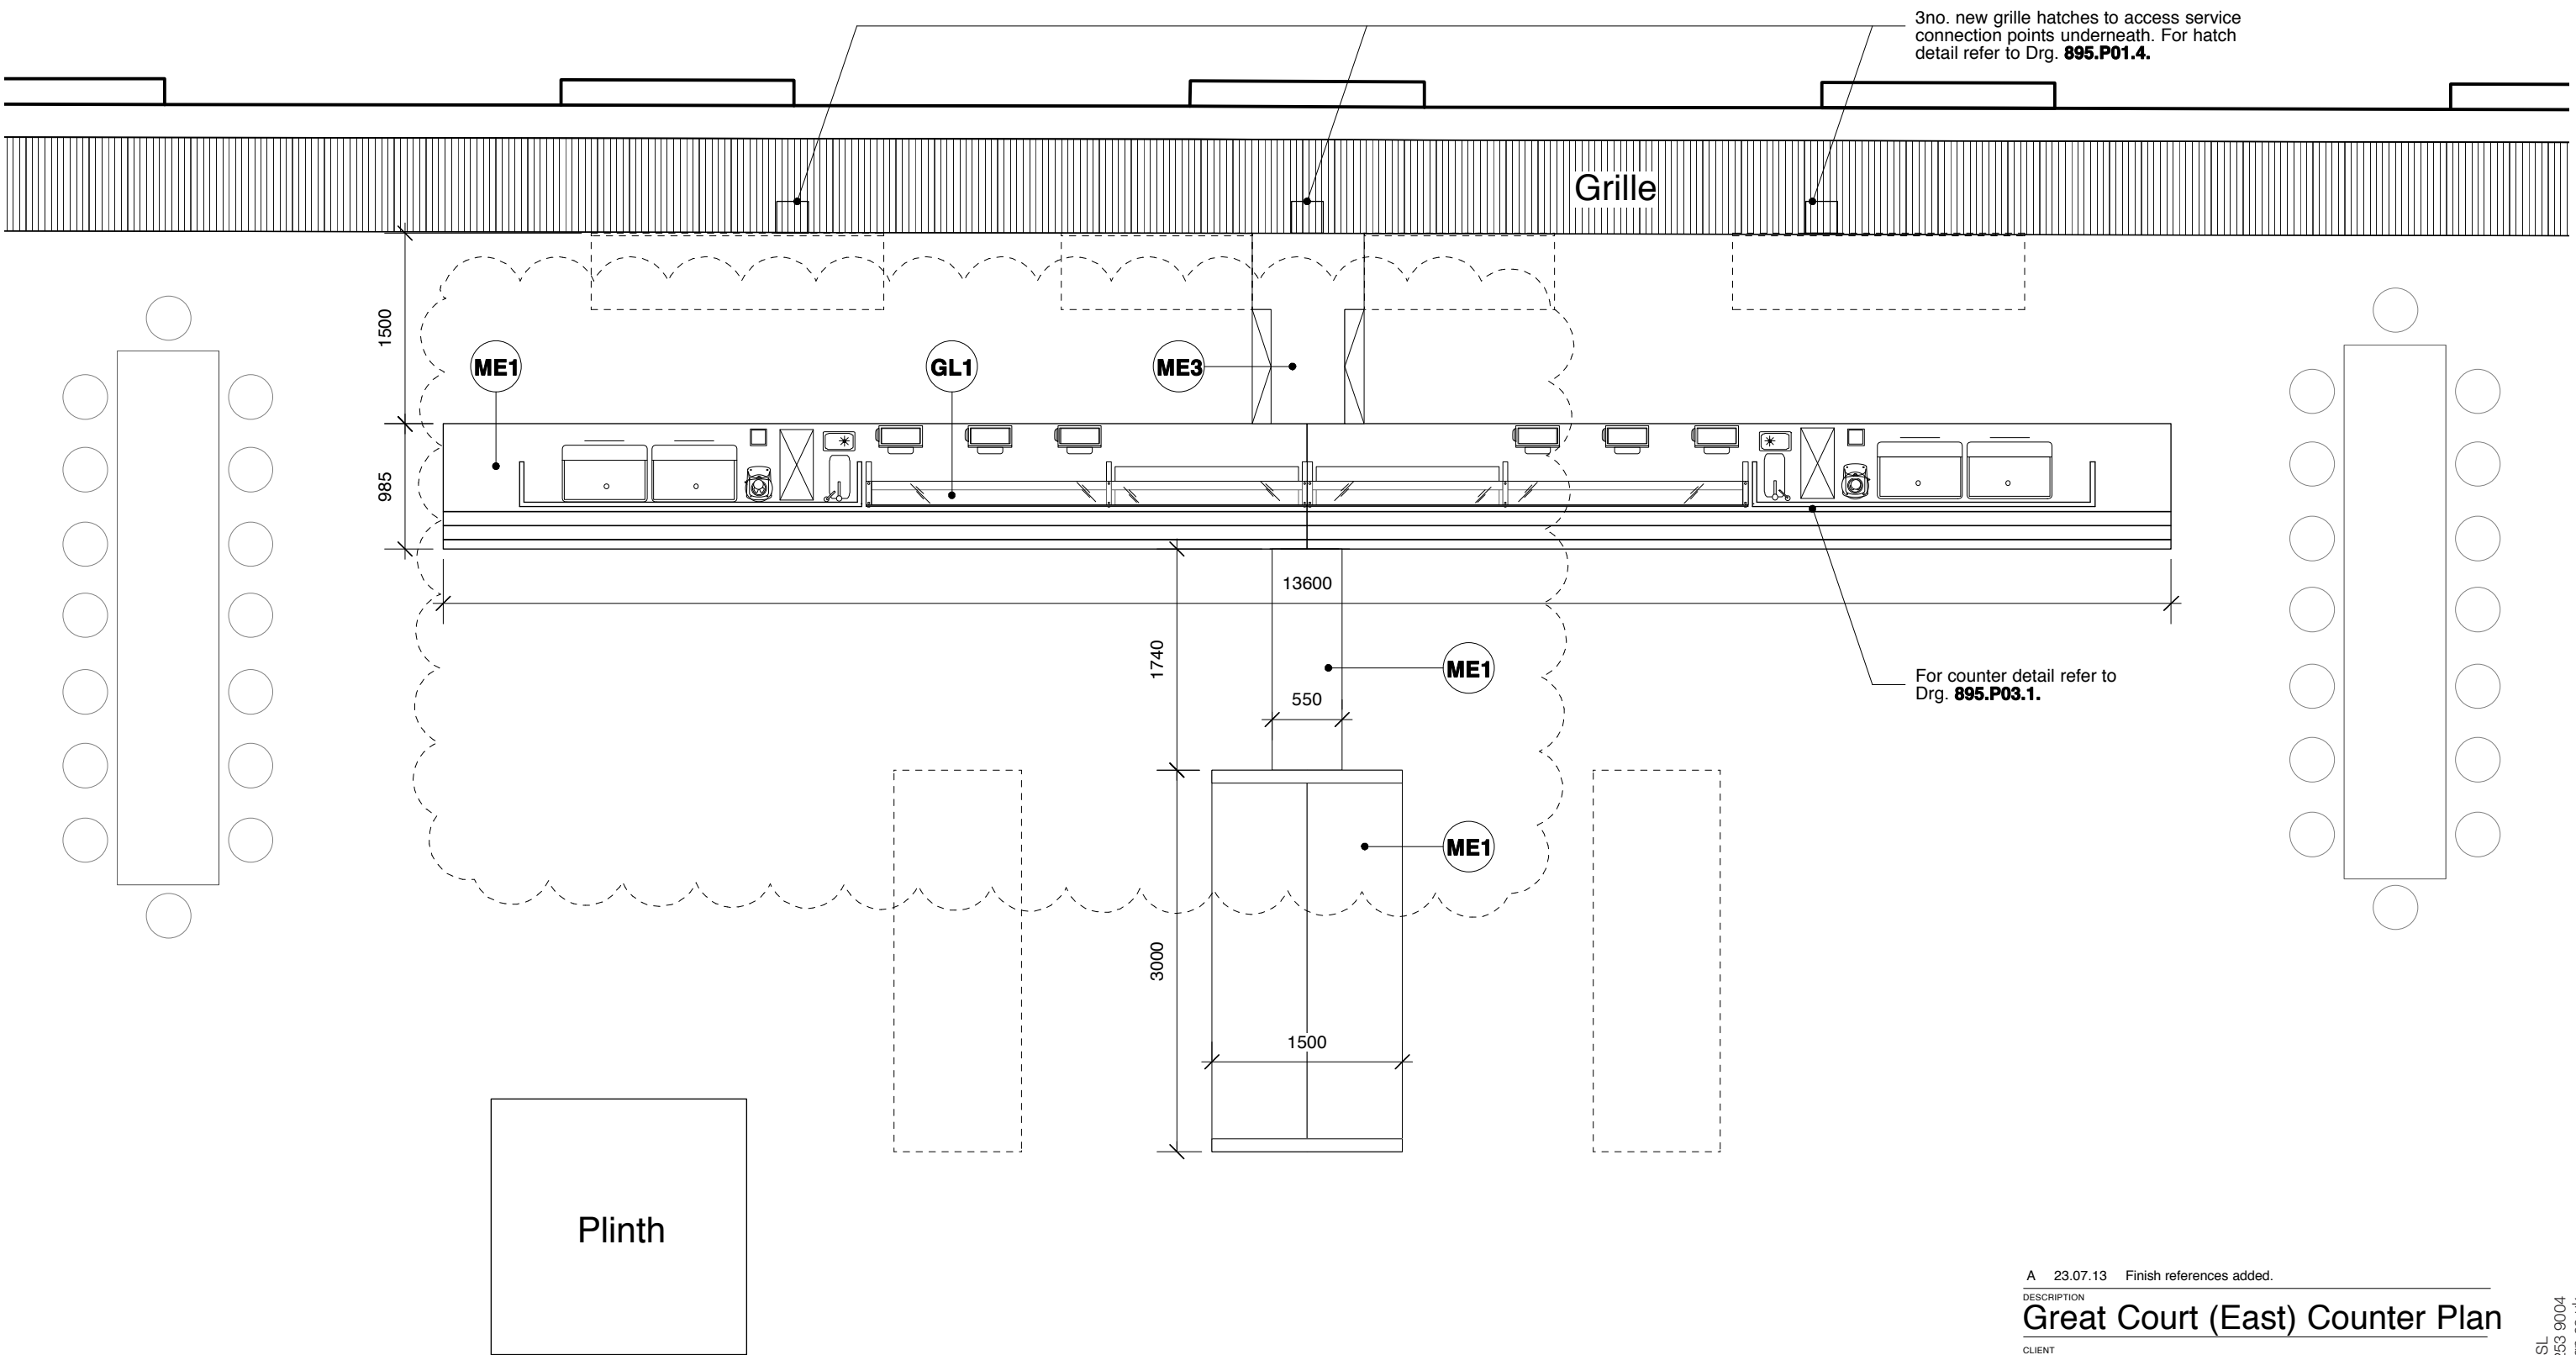 3no. new grille hatches to access service
connection points underneath. For hatch
detail refer to Drg. 895.P01.4.
Grille
1500
ME1
GL1
ME3
985
13600
1740
ME1
550
For counter detail refer to
Drg. 895.P03.1.
ME1
3000
1500
Plinth
A 23.07.13 Finish references added.
DESCRIPTION
Great Court (East) Counter Plan
CLIENT
SL
253 9004